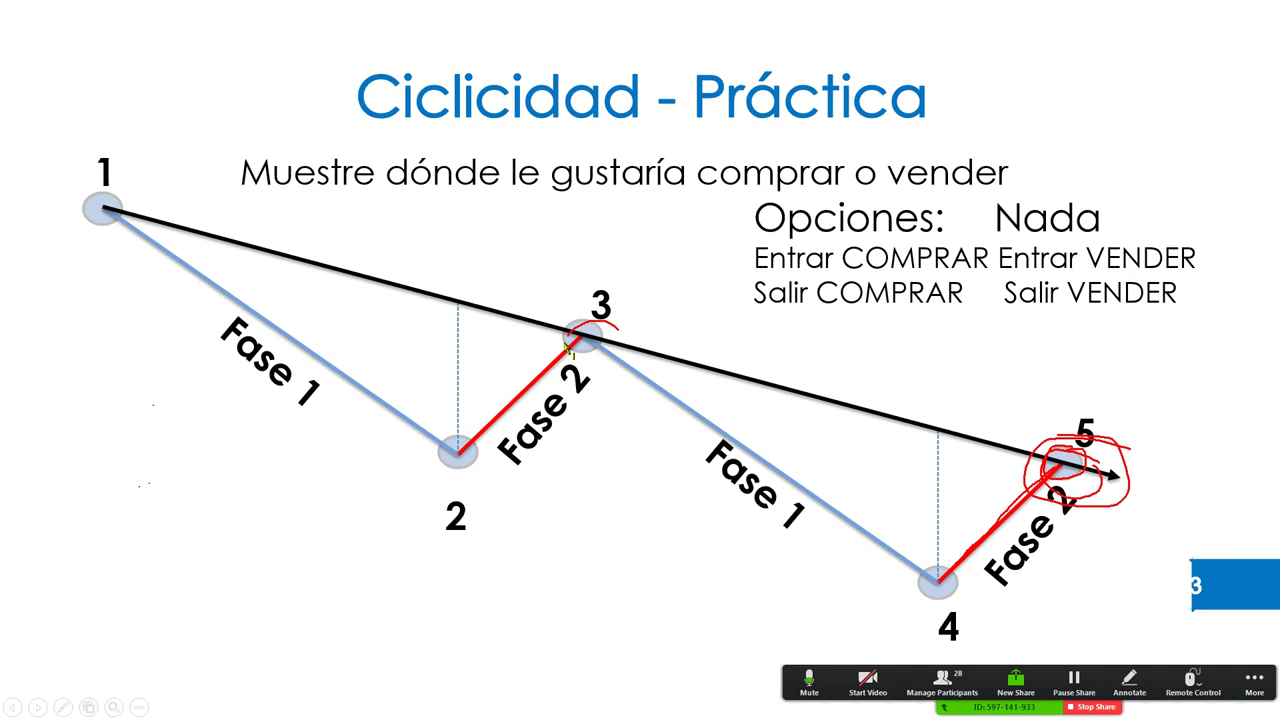 Ciclicidad - Práctica
Muestre dónde le gustaría comprar o vender
Opciones: Nada
Entrar COMPRAR Entrar VENDER
Salir COMPRAR Salir VENDER
1
Fase 1
2
Fase 2
3
Fase 1
4
Fase 2
5
3
Mute
Start Video
Manage Participants
28
New Share
Pause Share
Annotate
Remote Control
More
ID: 597-141-933
Stop Share